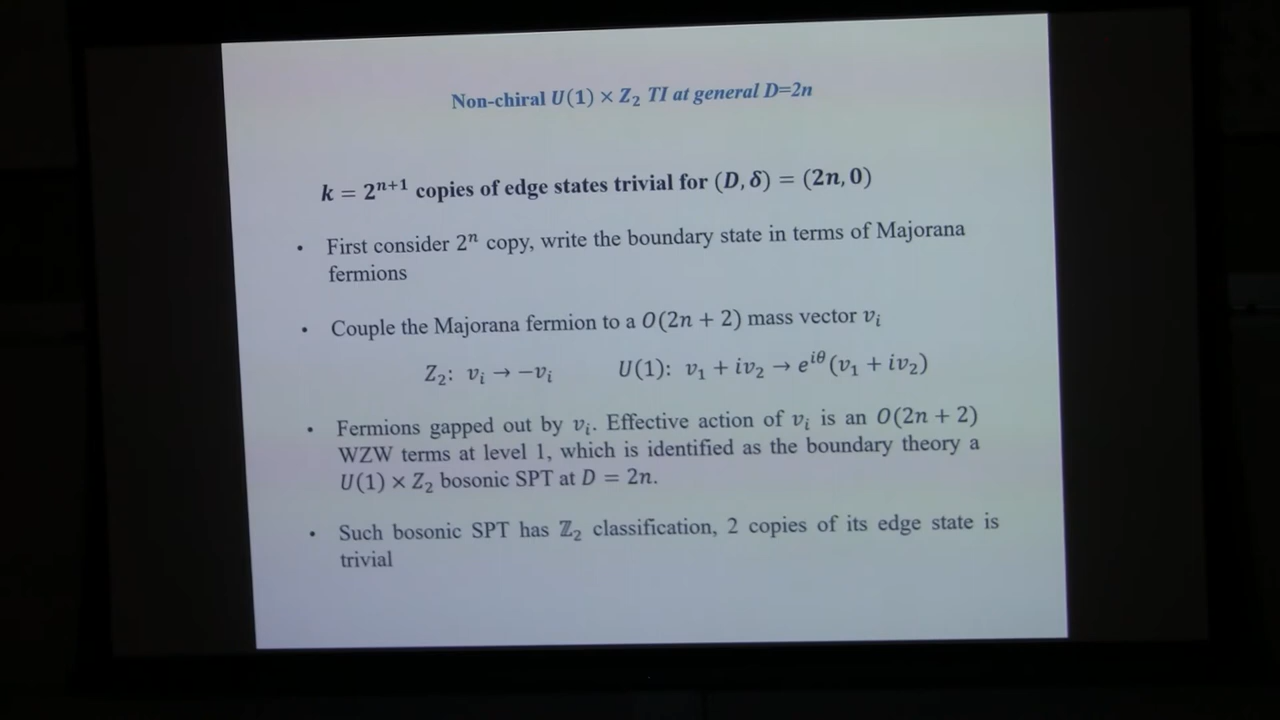 Non-chiral U(1) × Z₂ TI at general D=2n
k = 2ⁿ⁺¹ copies of edge states trivial for (D, δ) = (2n, 0)
• First consider 2ⁿ copy, write the boundary state in terms of Majorana
fermions
• Couple the Majorana fermion to a O(2n + 2) mass vector vᵢ
Z₂: vᵢ → −vᵢ U(1): v₁ + iv₂ → e^{iθ}(v₁ + iv₂)
• Fermions gapped out by vᵢ. Effective action of vᵢ is an O(2n + 2)
WZW terms at level 1, which is identified as the boundary theory a
U(1) × Z₂ bosonic SPT at D = 2n.
• Such bosonic SPT has ℤ₂ classification, 2 copies of its edge state is
trivial